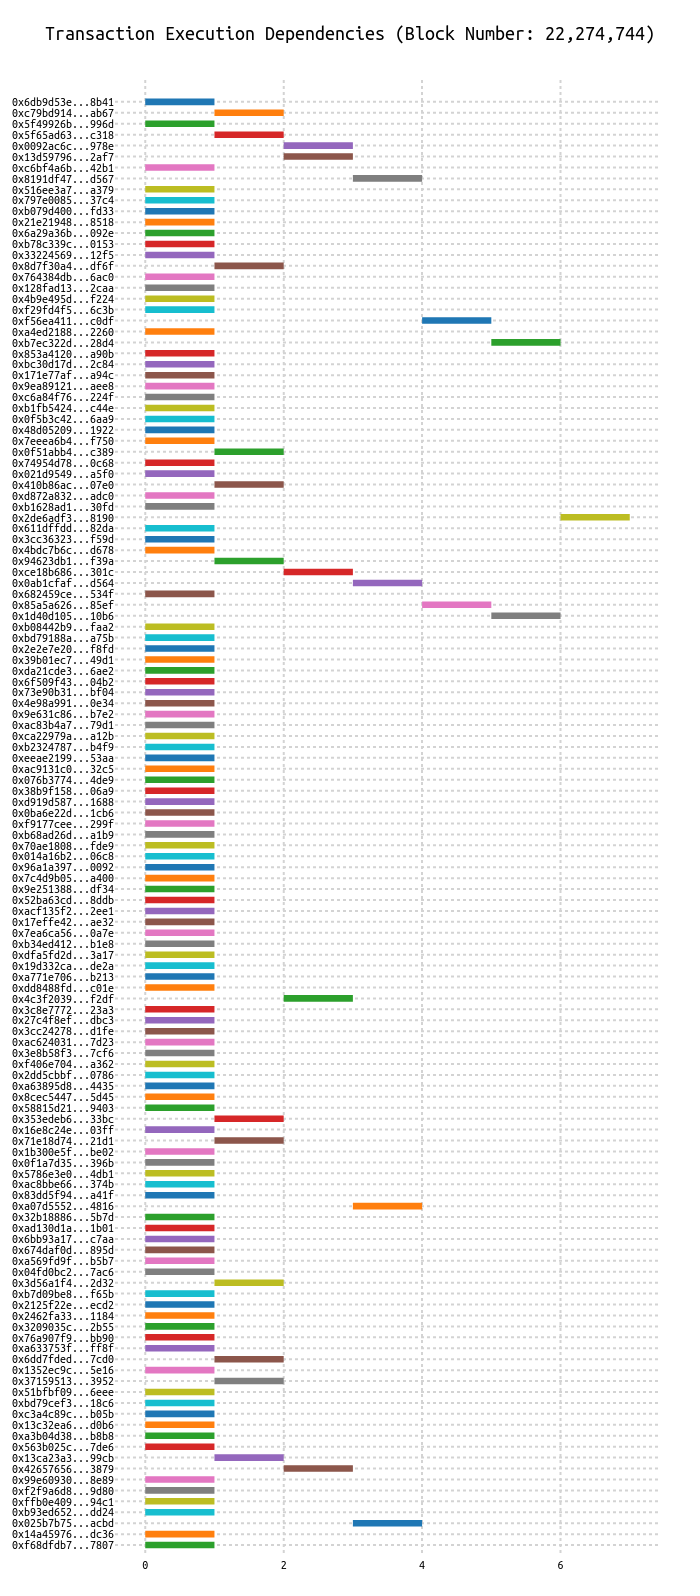 Transaction Execution Dependencies (Block Number: 22,274,744)
0x6db9d53e...8b41
0xc79bd914...ab67
0x5f49926b...996d
0x5f65ad63...c318
0x0092ac6c...978e
0x13d59796...2af7
0xc6bf4a6b...42b1
0x8191df47...d567
0x516ee3a7...a379
0x797e0085...37c4
0xb079d400...fd33
0x21e21948...8518
0x6a29a36b...092e
0xb78c339c...0153
0x33224569...12f5
0x8d7f30a4...df6f
0x764384db...6ac0
0x128fad13...2caa
0x4b9e495d...f224
0xf29fd4f5...6c3b
0xf56ea411...c0df
0xa4ed2188...2260
0xb7ec322d...28d4
0x853a4120...a90b
0xbc30d17d...2c84
0x171e77af...a94c
0x9ea89121...aee8
0xc6a84f76...224f
0xb1fb5424...c44e
0x0f5b3c42...6aa9
0x48d05209...1922
0x7eeea6b4...f750
0x0f51abb4...c389
0x74954d78...0c68
0x021d9549...a5f0
0x410b86ac...07e0
0xd872a832...adc0
0xb1628ad1...30fd
0x2de6adf3...8190
0x611dffdd...82da
0x3cc36323...f59d
0x4bdc7b6c...d678
0x94623db1...f39a
0xce18b686...301c
0x0ab1cfaf...d564
0x682459ce...534f
0x85a5a626...85ef
0x1d40d105...10b6
0xb08442b9...faa2
0xbd79188a...a75b
0x2e2e7e20...f8fd
0x39b01ec7...49d1
0xda21cde3...6ae2
0x6f509f43...04b2
0x73e90b31...bf04
0x4e98a991...0e34
0x9e631c86...b7e2
0xac83b4a7...79d1
0xca22979a...a12b
0xb2324787...b4f9
0xeeae2199...53aa
0xac9131c0...32c5
0x076b3774...4de9
0x38b9f158...06a9
0xd919d587...1688
0x0ba6e22d...1cb6
0xf9177cee...299f
0xb68ad26d...a1b9
0x70ae1808...fde9
0x014a16b2...06c8
0x96a1a397...0092
0x7c4d9b05...a400
0x9e251388...df34
0x52ba63cd...8ddb
0xacf135f2...2ee1
0x17effe42...ae32
0x7ea6ca56...0a7e
0xb34ed412...b1e8
0xdfa5fd2d...3a17
0x19d332ca...de2a
0xa771e706...b213
0xdd8488fd...c01e
0x4c3f2039...f2df
0x3c8e7772...23a3
0x27c4f8ef...dbc3
0x3cc24278...d1fe
0xac624031...7d23
0x3e8b58f3...7cf6
0xf406e704...a362
0x2dd5cbbf...0786
0xa63895d8...4435
0x8cec5447...5d45
0x58815d21...9403
0x353edeb6...33bc
0x16e8c24e...03ff
0x71e18d74...21d1
0x1b300e5f...be02
0x0f1a7d35...396b
0x5786e3e0...4db1
0xac8bbe66...374b
0x83dd5f94...a41f
0xa07d5552...4816
0x32b18886...5b7d
0xad130d1a...1b01
0x6bb93a17...c7aa
0x674daf0d...895d
0xa569fd9f...b5b7
0x04fd0bc2...7ac6
0x3d56a1f4...2d32
0xb7d09be8...f65b
0x2125f22e...ecd2
0x2462fa33...1184
0x3209035c...2b55
0x76a907f9...bb90
0xa633753f...ff8f
0x6dd7fded...7cd0
0x1352ec9c...5e16
0x37159513...3952
0x51bfbf09...6eee
0xbd79cef3...18c6
0xc3a4c89c...b05b
0x13c32ea6...d0b6
0xa3b04d38...b8b8
0x563b025c...7de6
0x13ca23a3...99cb
0x42657656...3879
0x99e60930...8e89
0xf2f9a6d8...9d80
0xffb0e409...94c1
0xb93ed652...dd24
0x025b7b75...acbd
0x14a45976...dc36
0xf68dfdb7...7807
0 2 4 6